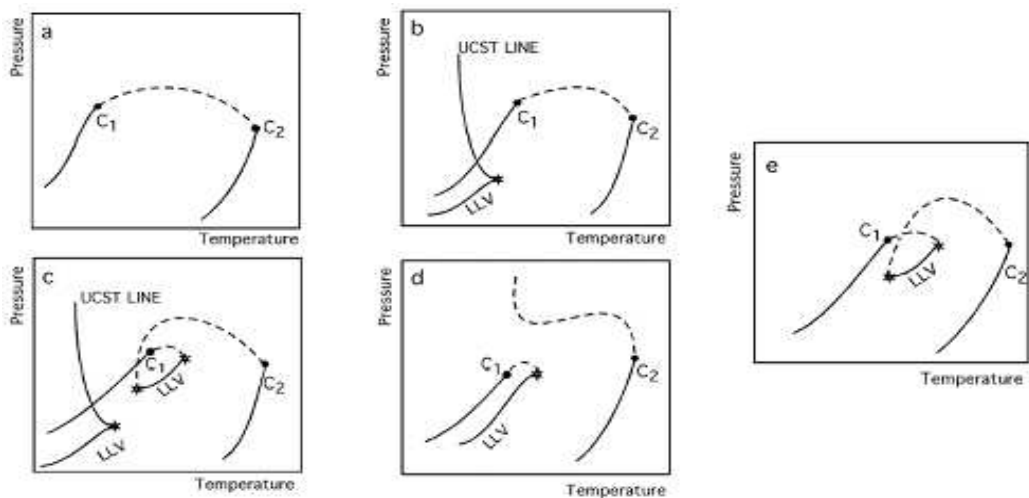 a
Pressure
C1
C2
Temperature
b
Pressure
UCST LINE
C1
C2
LLV
Temperature
c
Pressure
UCST LINE
C1
LLV
C2
LLV
Temperature
d
Pressure
C1
C2
LLV
Temperature
e
Pressure
C1
C2
LLV
Temperature